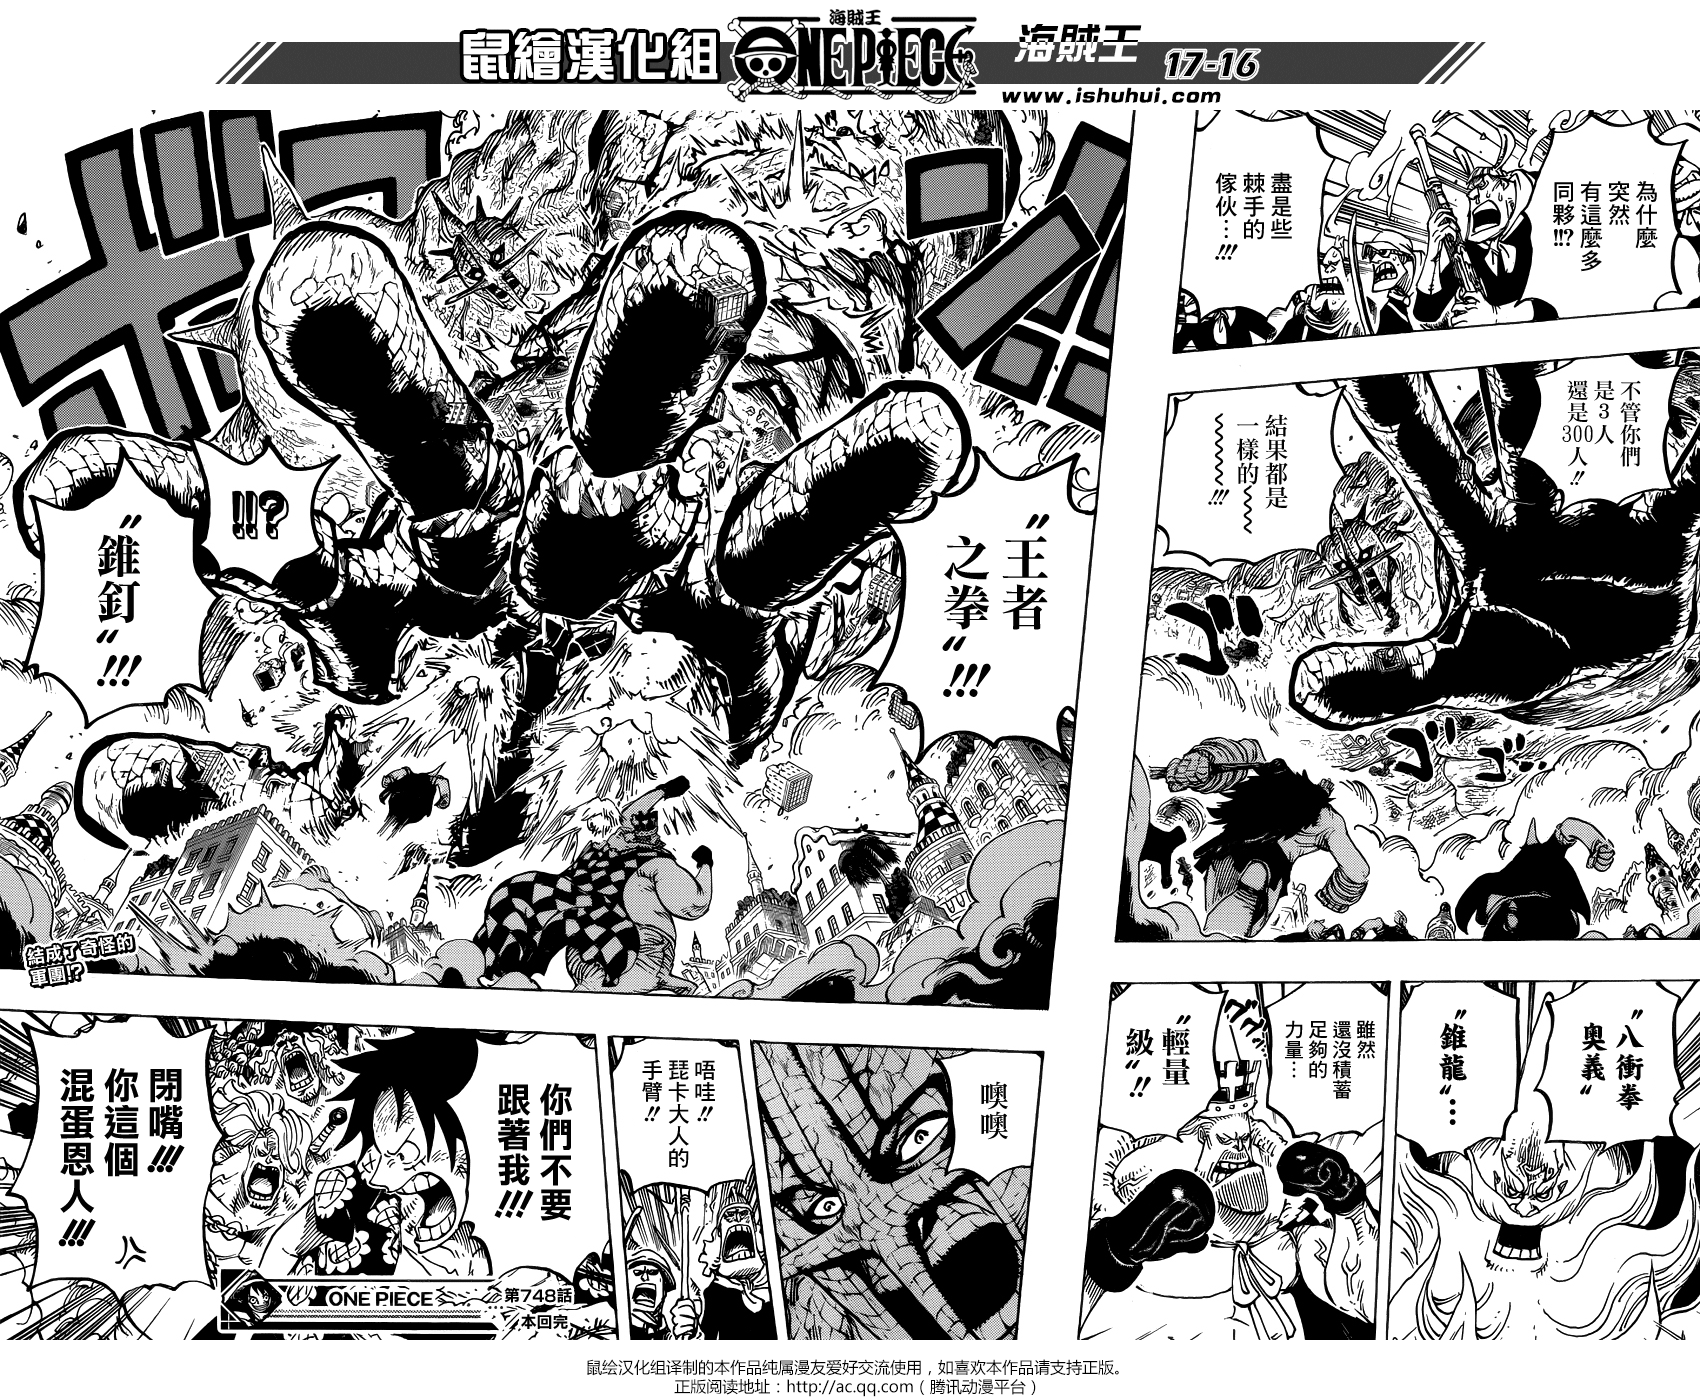 鼠繪漢化組
海賊王
ONE PIECE
海賊王
17-16
www.ishuhui.com
為什麼
突然
有這麼多
同夥!!?
盡是些
棘手的
傢伙…!!!
不管你們
是3人
還是300人!!
結果都是
一樣的~~~!!!
ゴゴ
ゴゴ
ボコォン!!
“王者
之拳”!!!
!!!?
“錐釘”!!!
結成了奇怪的
軍團!?
“八衝拳
奧義”
“錐龍”…
雖然
還沒積蓄
足夠的
力量…
“輕量
級”!!
噢噢
唔哇!!
琵卡大人的
手臂!!
你們不要
跟著我!!!
閉嘴!!!
你這個
混蛋恩人!!!
ONE PIECE
第748話
本回完
鼠绘汉化组译制的本作品纯属漫友爱好交流使用，如喜欢本作品请支持正版。
正版阅读地址：http://ac.qq.com（腾讯动漫平台）